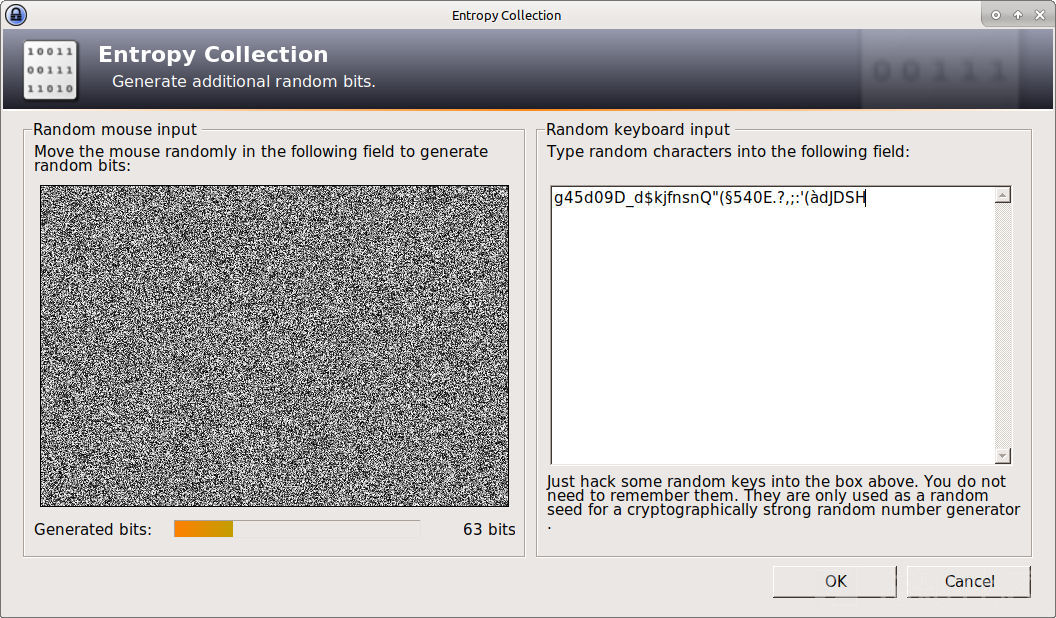 Entropy Collection
10011
00111
11010
Entropy Collection
Generate additional random bits.
00111
Random mouse input
Move the mouse randomly in the following field to generate
random bits:
Generated bits:
63 bits
Random keyboard input
Type random characters into the following field:
g45d09D_d$kjfnsnQ"(§540E.?,;:'(àdJDSH
Just hack some random keys into the box above. You do not
need to remember them. They are only used as a random
seed for a cryptographically strong random number generator
.
OK
Cancel